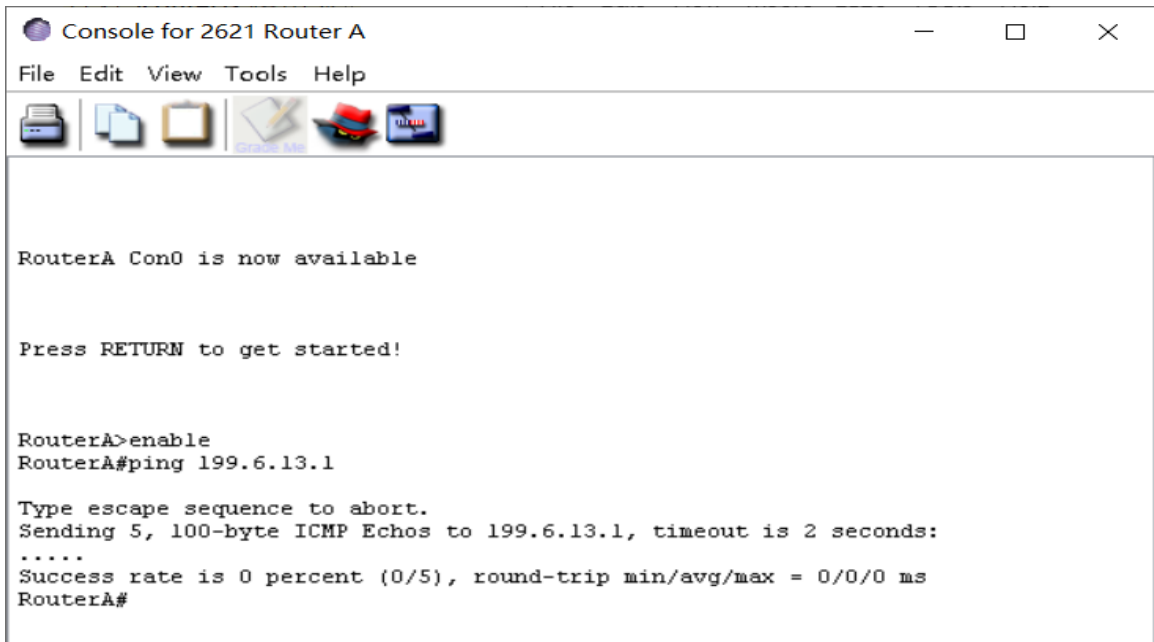 Console for 2621 Router A
File Edit View Tools Help
Grade Me
RouterA Con0 is now available
Press RETURN to get started!
RouterA>enable
RouterA#ping 199.6.13.1
Type escape sequence to abort.
Sending 5, 100-byte ICMP Echos to 199.6.13.1, timeout is 2 seconds:
.....
Success rate is 0 percent (0/5), round-trip min/avg/max = 0/0/0 ms
RouterA#